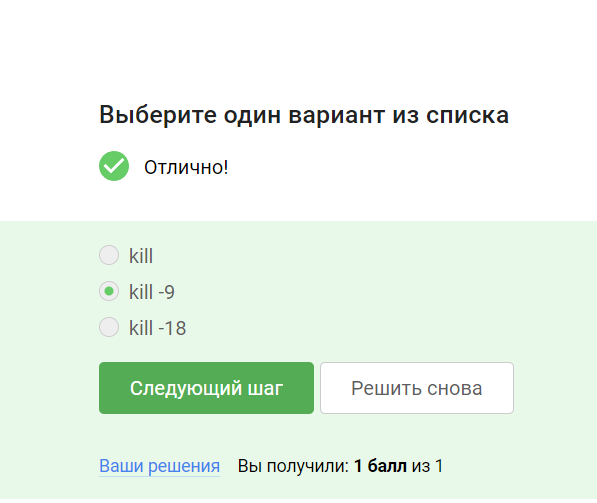 Выберите один вариант из списка
Отлично!
kill
kill -9
kill -18
Следующий шаг
Решить снова
Ваши решения
Вы получили: 1 балл из 1